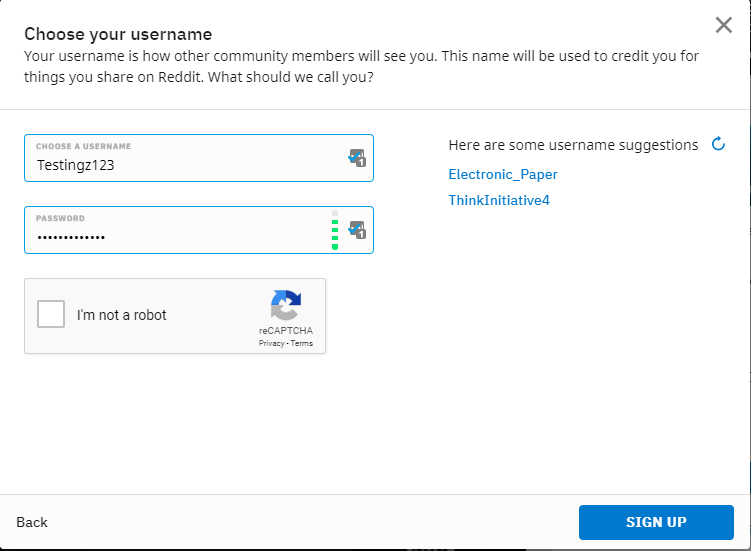 Choose your username
Your username is how other community members will see you. This name will be used to credit you for
things you share on Reddit. What should we call you?
CHOOSE A USERNAME
Testingz123
1
PASSWORD
•••••••••••••
1
I'm not a robot
reCAPTCHA
Privacy - Terms
Here are some username suggestions
Electronic_Paper
ThinkInitiative4
Back
SIGN UP